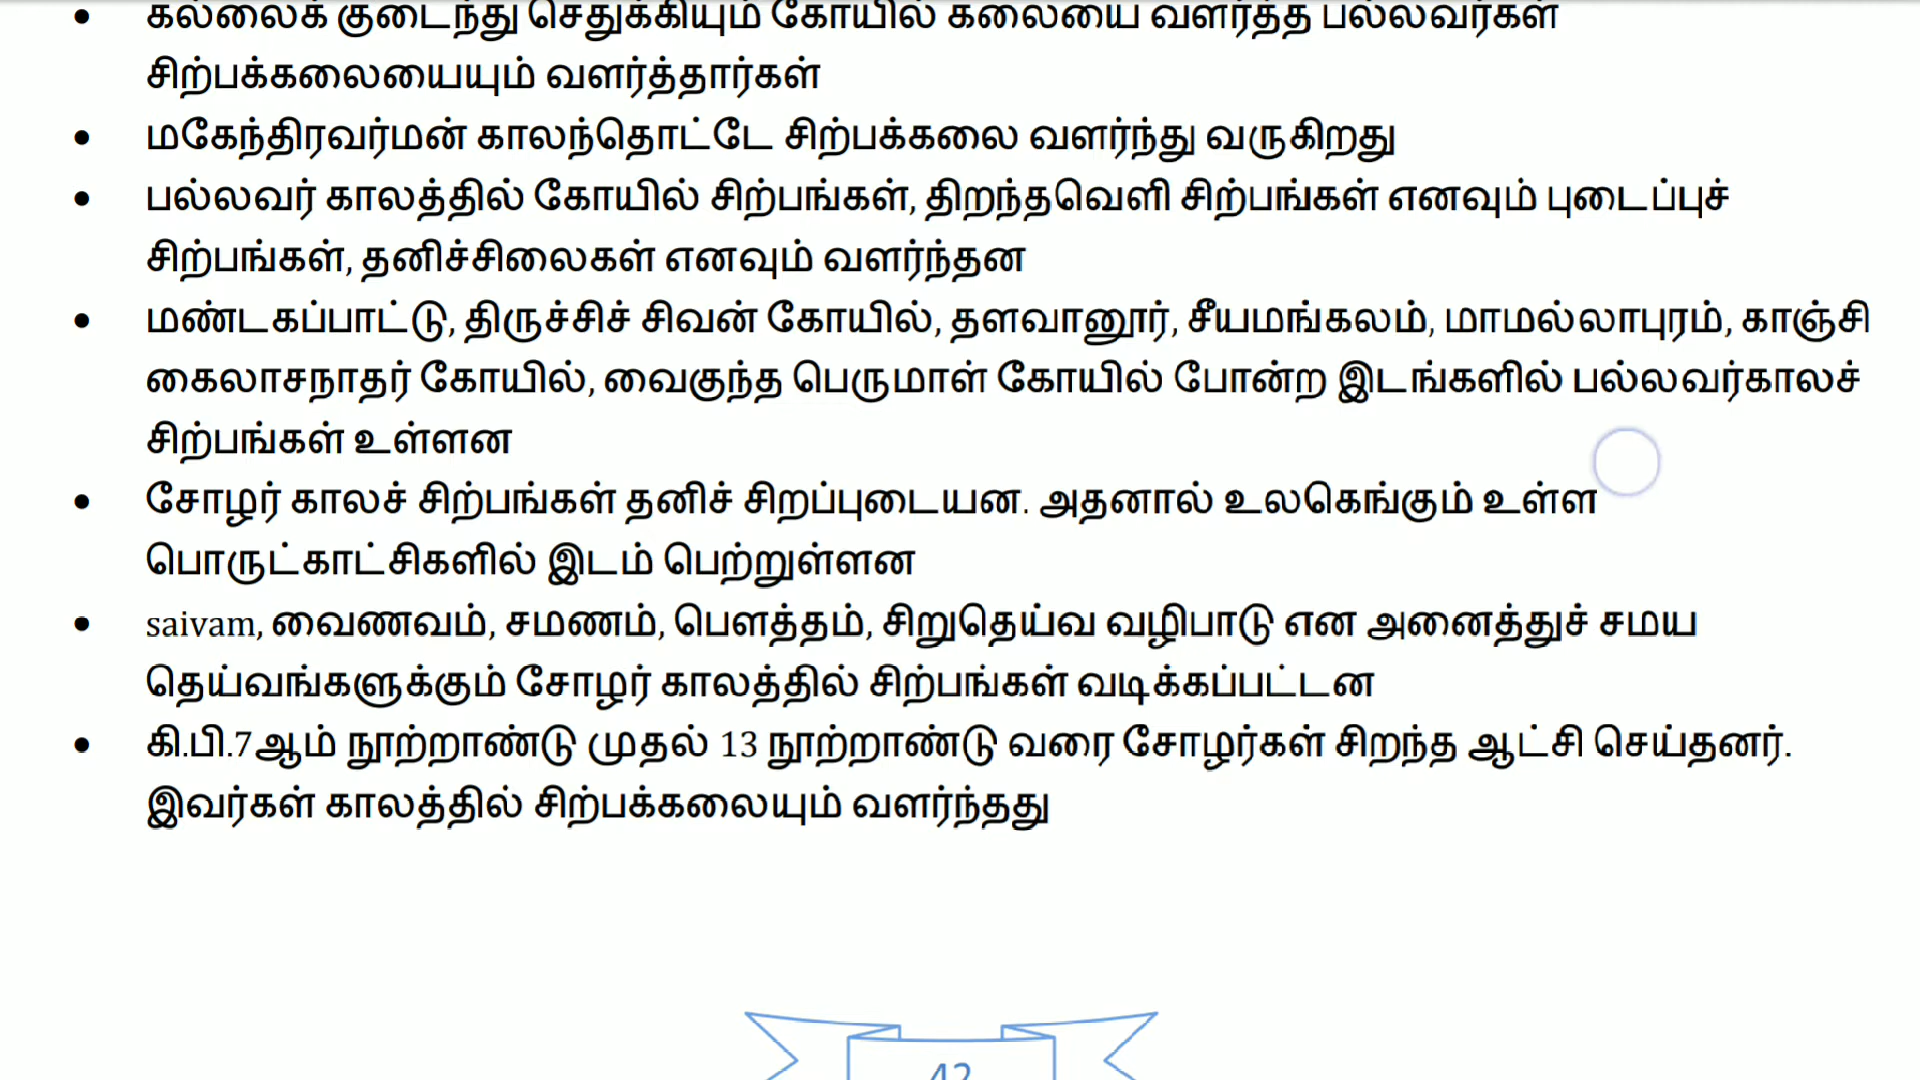 • கல்லைக் குடைந்து செதுக்கியும் கோயில் கலையை வளர்த்த பல்லவர்கள்
சிற்பக்கலையையும் வளர்த்தார்கள்
• மகேந்திரவர்மன் காலந்தொட்டே சிற்பக்கலை வளர்ந்து வருகிறது
• பல்லவர் காலத்தில் கோயில் சிற்பங்கள், திறந்தவெளி சிற்பங்கள் எனவும் புடைப்புச்
சிற்பங்கள், தனிச்சிலைகள் எனவும் வளர்ந்தன
• மண்டகப்பாட்டு, திருச்சிச் சிவன் கோயில், தளவானூர், சீயமங்கலம், மாமல்லாபுரம், காஞ்சி
கைலாசநாதர் கோயில், வைகுந்த பெருமாள் கோயில் போன்ற இடங்களில் பல்லவர்காலச்
சிற்பங்கள் உள்ளன
• சோழர் காலச் சிற்பங்கள் தனிச் சிறப்புடையன. அதனால் உலகெங்கும் உள்ள
பொருட்காட்சிகளில் இடம் பெற்றுள்ளன
• saivam, வைணவம், சமணம், பௌத்தம், சிறுதெய்வ வழிபாடு என அனைத்துச் சமய
தெய்வங்களுக்கும் சோழர் காலத்தில் சிற்பங்கள் வடிக்கப்பட்டன
• கி.பி.7ஆம் நூற்றாண்டு முதல் 13 நூற்றாண்டு வரை சோழர்கள் சிறந்த ஆட்சி செய்தனர்.
இவர்கள் காலத்தில் சிற்பக்கலையும் வளர்ந்தது
42